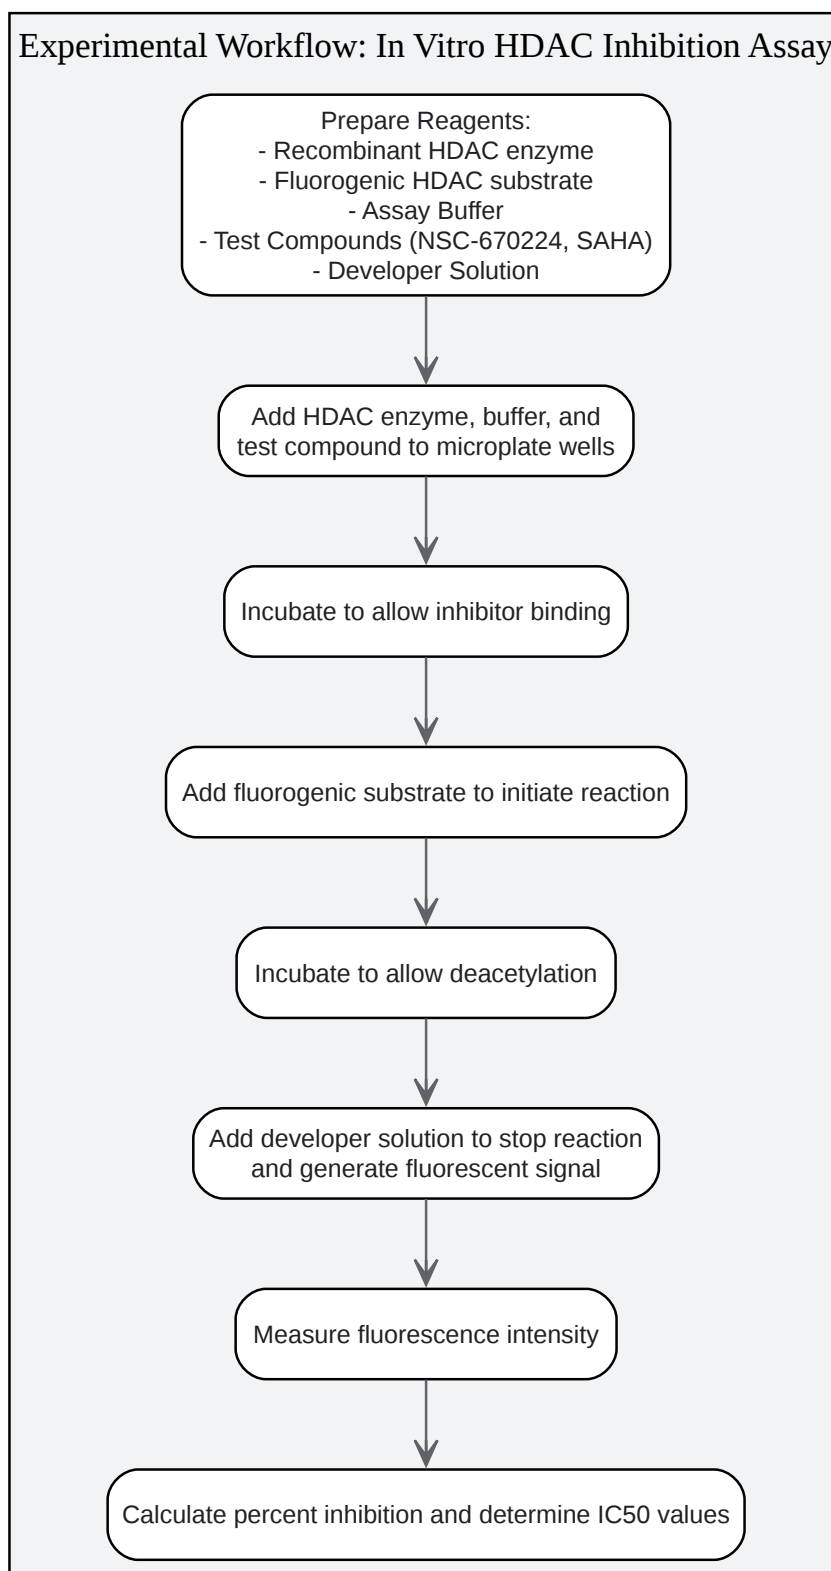 Experimental Workflow: In Vitro HDAC Inhibition Assay
Prepare Reagents:
- Recombinant HDAC enzyme
- Fluorogenic HDAC substrate
- Assay Buffer
- Test Compounds (NSC-670224, SAHA)
- Developer Solution
Add HDAC enzyme, buffer, and
test compound to microplate wells
Incubate to allow inhibitor binding
Add fluorogenic substrate to initiate reaction
Incubate to allow deacetylation
Add developer solution to stop reaction
and generate fluorescent signal
Measure fluorescence intensity
Calculate percent inhibition and determine IC50 values